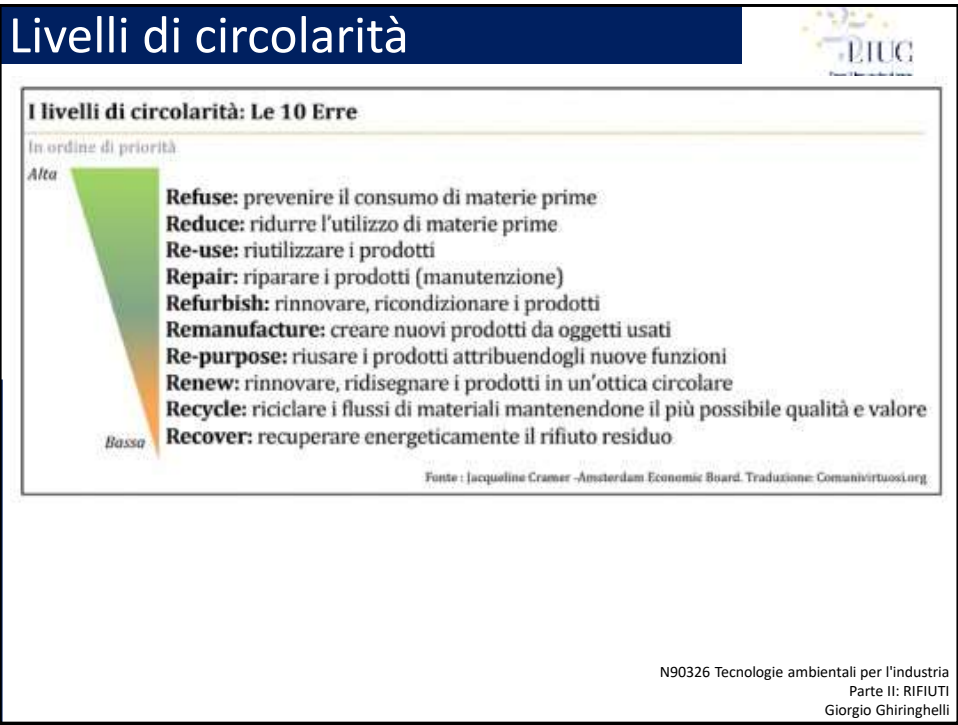 Livelli di circolarità
LIUC
I livelli di circolarità: Le 10 Erre
In ordine di priorità
Alta
Refuse: prevenire il consumo di materie prime
Reduce: ridurre l'utilizzo di materie prime
Re-use: riutilizzare i prodotti
Repair: riparare i prodotti (manutenzione)
Refurbish: rinnovare, ricondizionare i prodotti
Remanufacture: creare nuovi prodotti da oggetti usati
Re-purpose: riusare i prodotti attribuendogli nuove funzioni
Renew: rinnovare, ridisegnare i prodotti in un'ottica circolare
Recycle: riciclare i flussi di materiali mantenendone il più possibile qualità e valore
Bassa
Recover: recuperare energeticamente il rifiuto residuo
Fonte : Jacqueline Cramer -Amsterdam Economic Board. Traduzione: Comunivirtuosi.org
N90326 Tecnologie ambientali per l'industria
Parte II: RIFIUTI
Giorgio Ghiringhelli